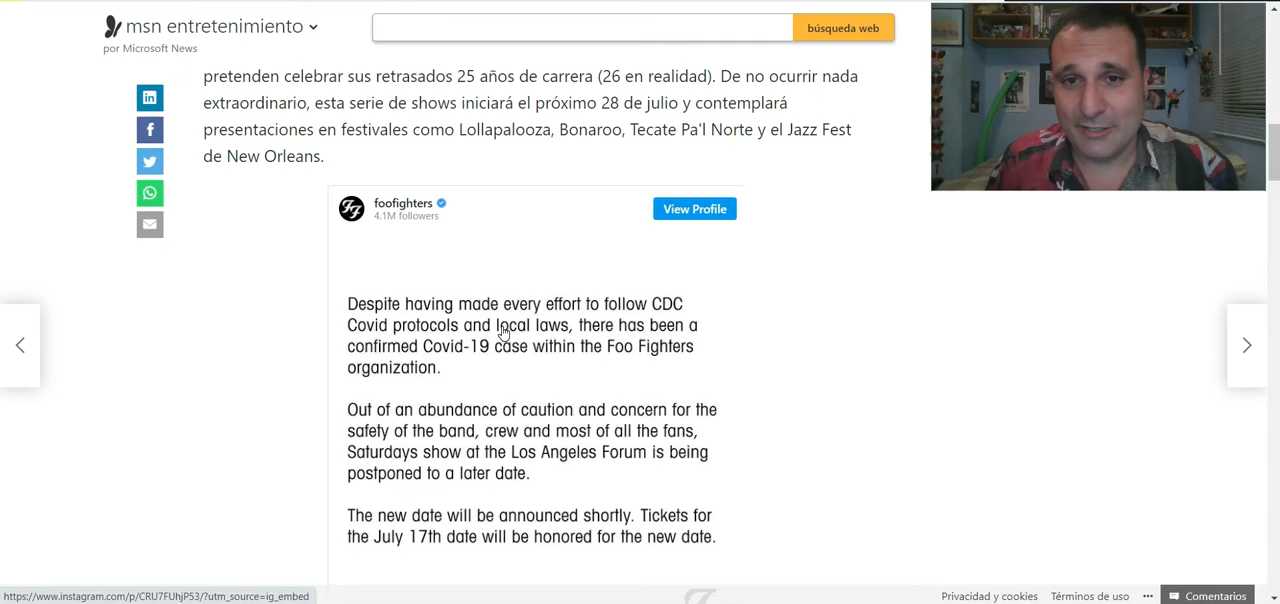 msn entretenimiento
por Microsoft News
búsqueda web
pretenden celebrar sus retrasados 25 años de carrera (26 en realidad). De no ocurrir nada
extraordinario, esta serie de shows iniciará el próximo 28 de julio y contemplará
presentaciones en festivales como Lollapalooza, Bonaroo, Tecate Pa'l Norte y el Jazz Fest
de New Orleans.
foofighters
4.1M followers
View Profile
Despite having made every effort to follow CDC
Covid protocols and local laws, there has been a
confirmed Covid-19 case within the Foo Fighters
organization.
Out of an abundance of caution and concern for the
safety of the band, crew and most of all the fans,
Saturdays show at the Los Angeles Forum is being
postponed to a later date.
The new date will be announced shortly. Tickets for
the July 17th date will be honored for the new date.
https://www.instagram.com/p/CRU7FUhjP53/?utm_source=ig_embed
Privacidad y cookies
Términos de uso
Comentarios